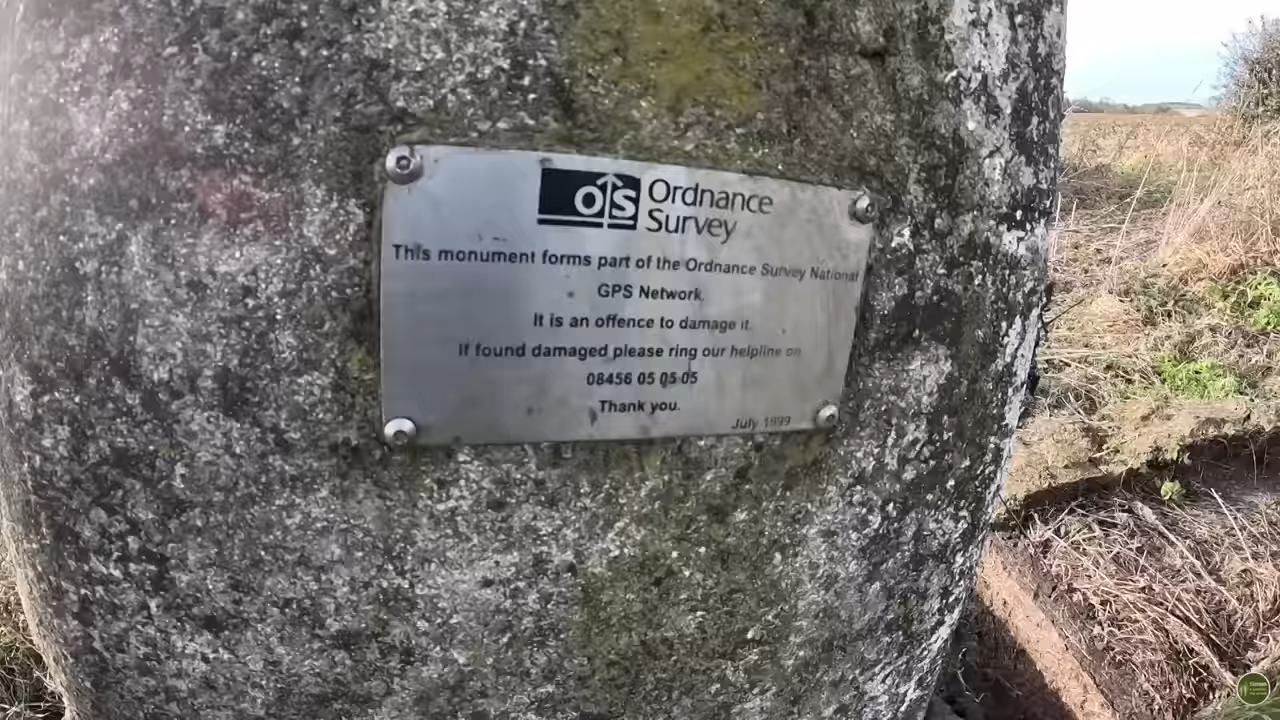 OS Ordnance
Survey
This monument forms part of the Ordnance Survey National
GPS Network.
It is an offence to damage it.
If found damaged please ring our helpline on
08456 05 05 05
Thank you.
July 1999